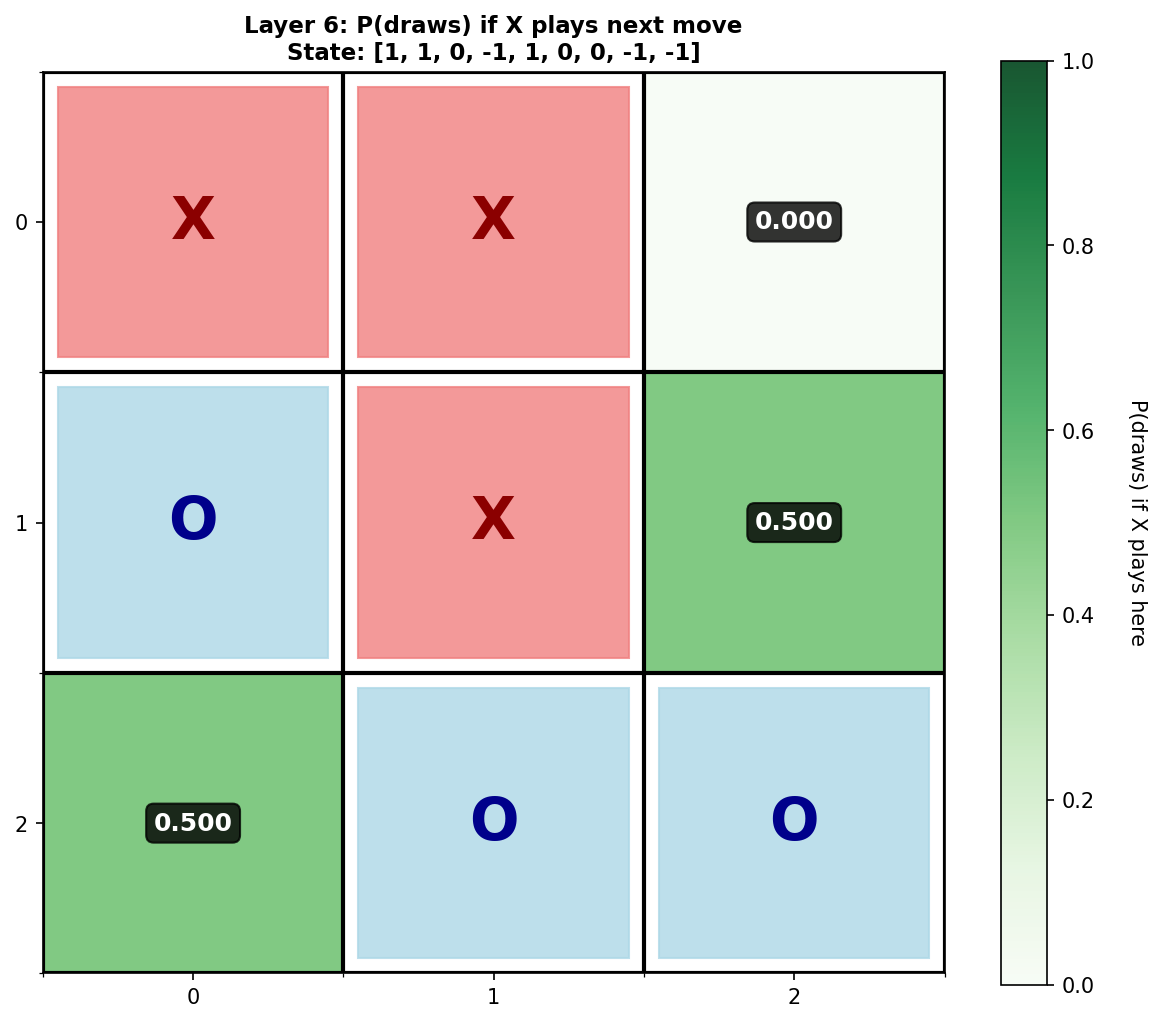 Layer 6: P(draws) if X plays next move
State: [1, 1, 0, -1, 1, 0, 0, -1, -1]
0
X
X
0.000
1
O
X
0.500
2
0.500
O
O
0
1
2
1.0
0.8
0.6
0.4
0.2
0.0
P(draws) if X plays here